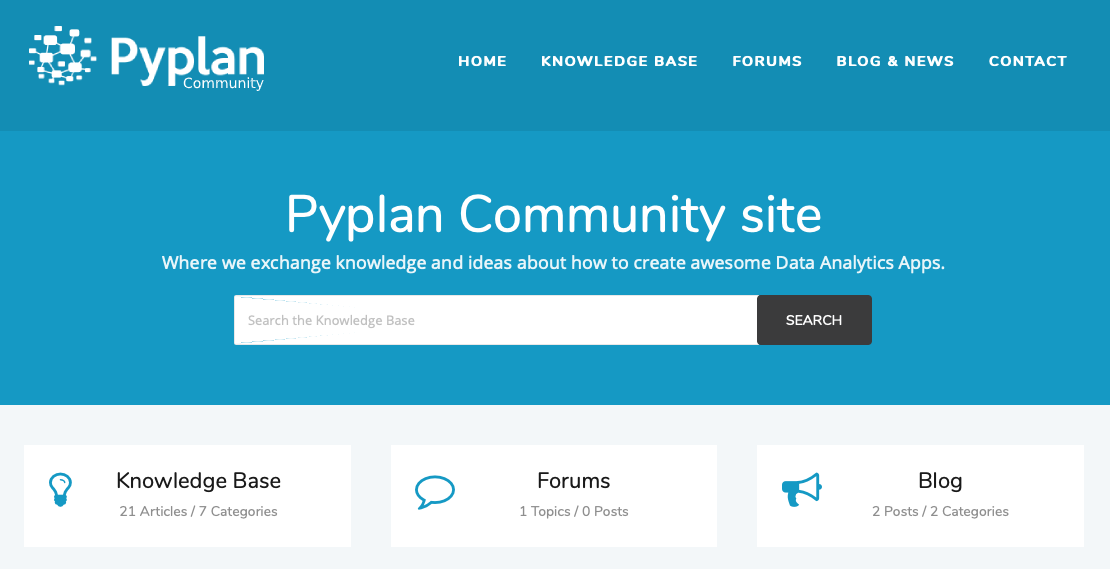 Pyplan
Community
HOME KNOWLEDGE BASE FORUMS BLOG & NEWS CONTACT
Pyplan Community site
Where we exchange knowledge and ideas about how to create awesome Data Analytics Apps.
Search the Knowledge Base SEARCH
Knowledge Base
21 Articles / 7 Categories
Forums
1 Topics / 0 Posts
Blog
2 Posts / 2 Categories